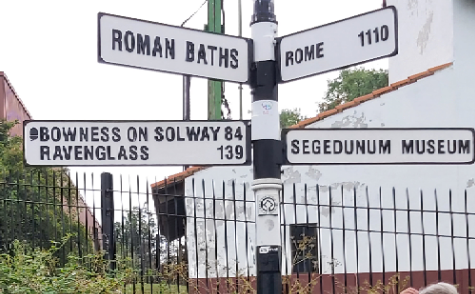 ROMAN BATHS
ROME 1110
BOWNESS ON SOLWAY 84
RAVENGLASS 139
SEGEDUNUM MUSEUM